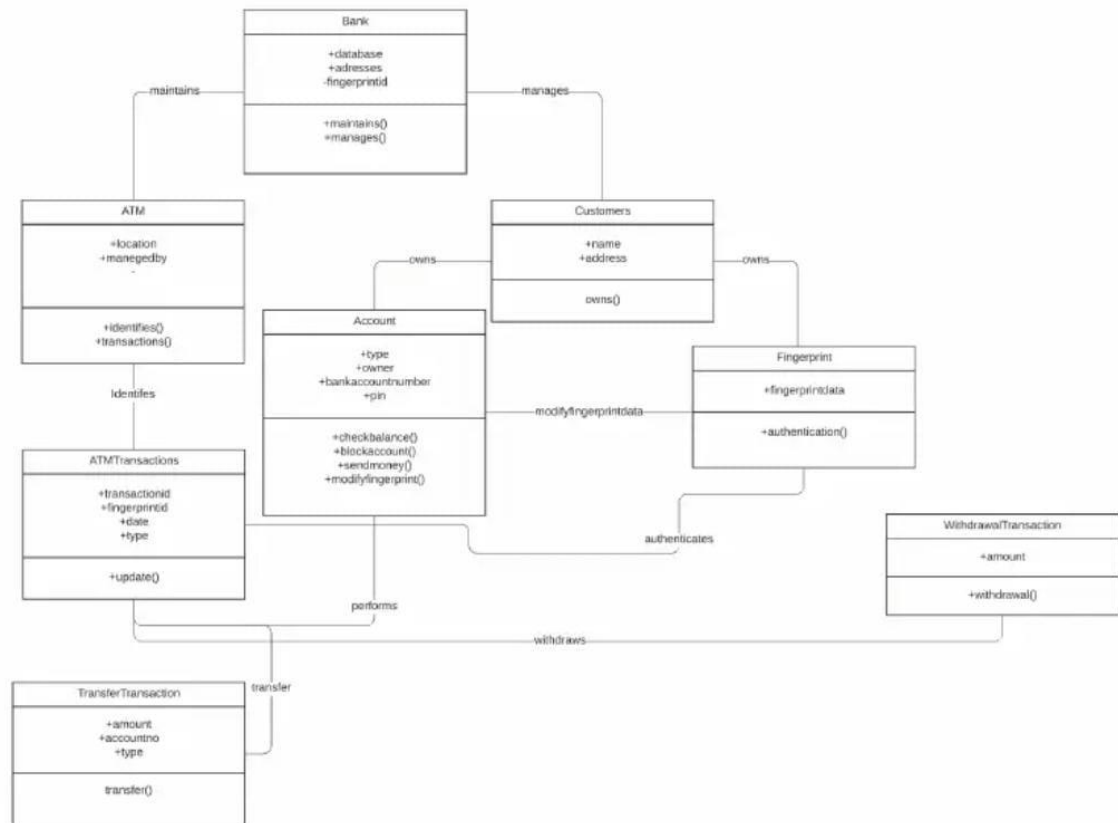 Bank
+database
+adresses
-fingerprintid
+maintains()
+manages()
maintains
manages
ATM
+location
+manegedby
-
+identifies()
+transactions()
Customers
+name
+address
owns()
owns
owns
Account
+type
+owner
+bankaccountnumber
+pin
+checkbalance()
+blockaccount()
+sendmoney()
+modifyfingerprint()
Fingerprint
+fingerprintdata
+authentication()
modifyfingerprintdata
Identifes
ATMTransactions
+transactionid
+fingerprintid
+date
+type
+update()
authenticates
WithdrawalTransaction
+amount
+withdrawal()
performs
withdraws
transfer
TransferTransaction
+amount
+accountno
+type
transfer()